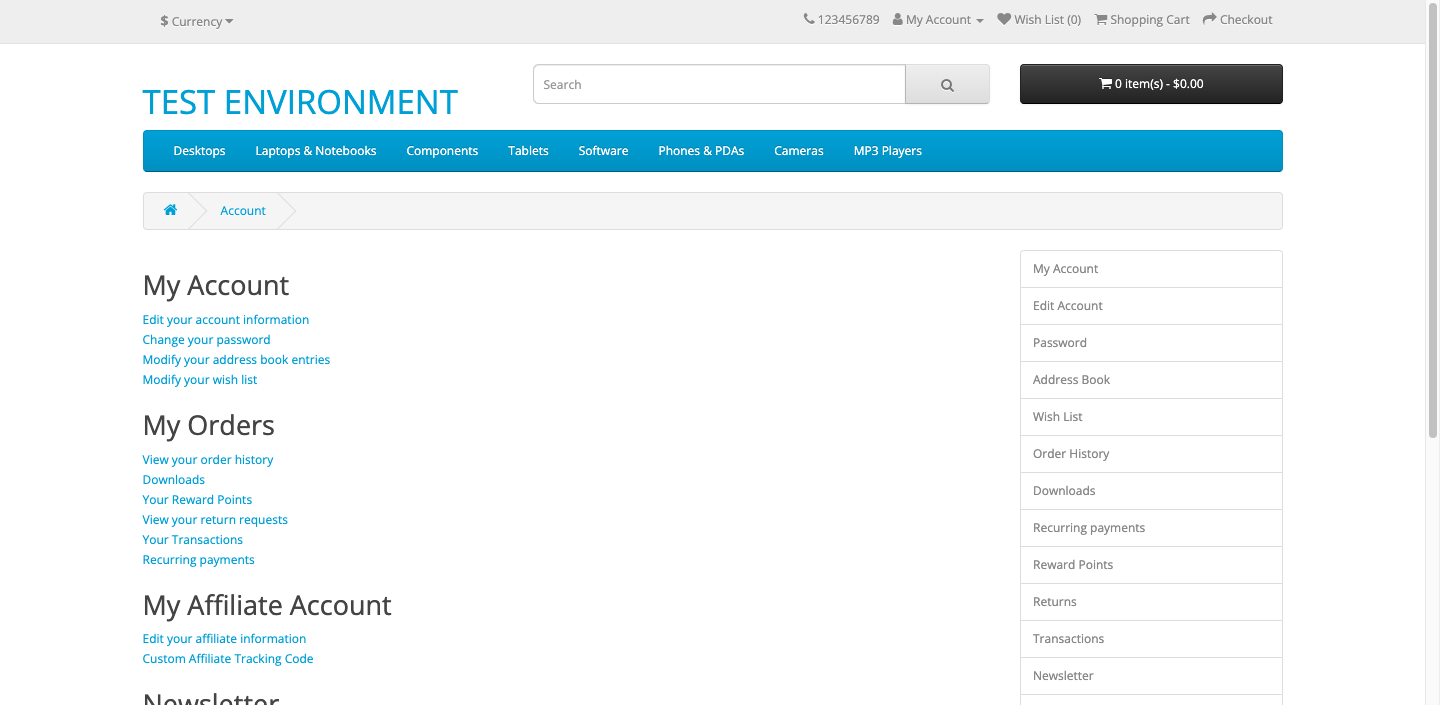 $ Currency
123456789 My Account Wish List (0) Shopping Cart Checkout
TEST ENVIRONMENT
Search
0 item(s) - $0.00
Desktops Laptops & Notebooks Components Tablets Software Phones & PDAs Cameras MP3 Players
Account
My Account
Edit your account information
Change your password
Modify your address book entries
Modify your wish list
My Orders
View your order history
Downloads
Your Reward Points
View your return requests
Your Transactions
Recurring payments
My Affiliate Account
Edit your affiliate information
Custom Affiliate Tracking Code
Newsletter
My Account
Edit Account
Password
Address Book
Wish List
Order History
Downloads
Recurring payments
Reward Points
Returns
Transactions
Newsletter